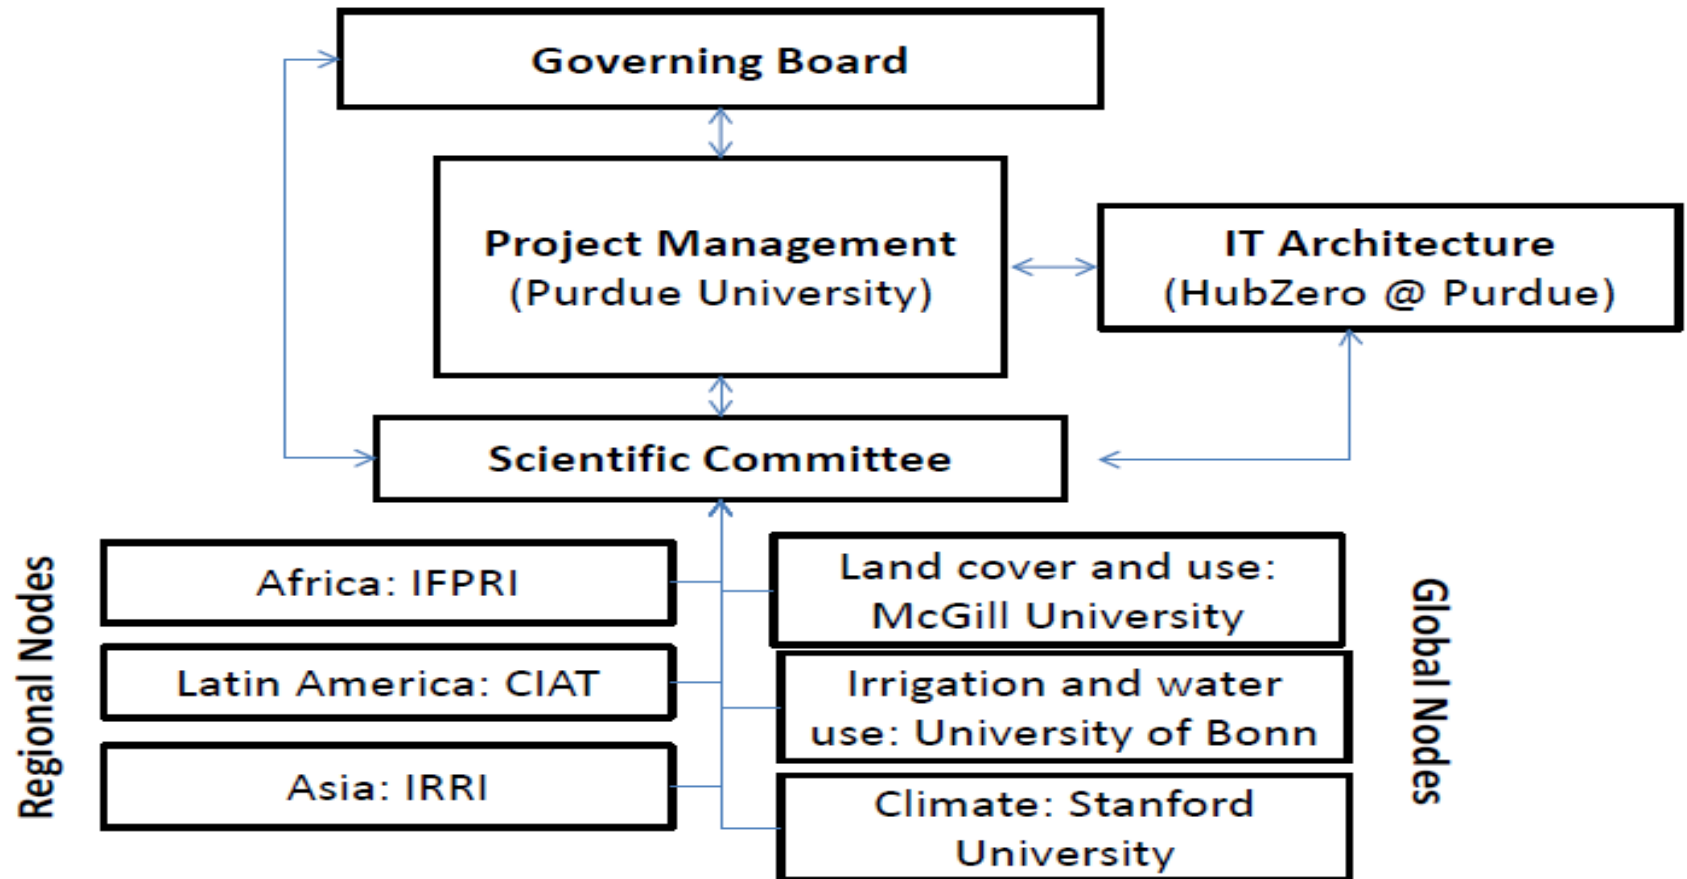 Governing Board
Project Management
(Purdue University)
IT Architecture
(HubZero @ Purdue)
Scientific Committee
Regional Nodes
Africa: IFPRI
Latin America: CIAT
Asia: IRRI
Land cover and use:
McGill University
Irrigation and water
use: University of Bonn
Climate: Stanford
University
Global Nodes